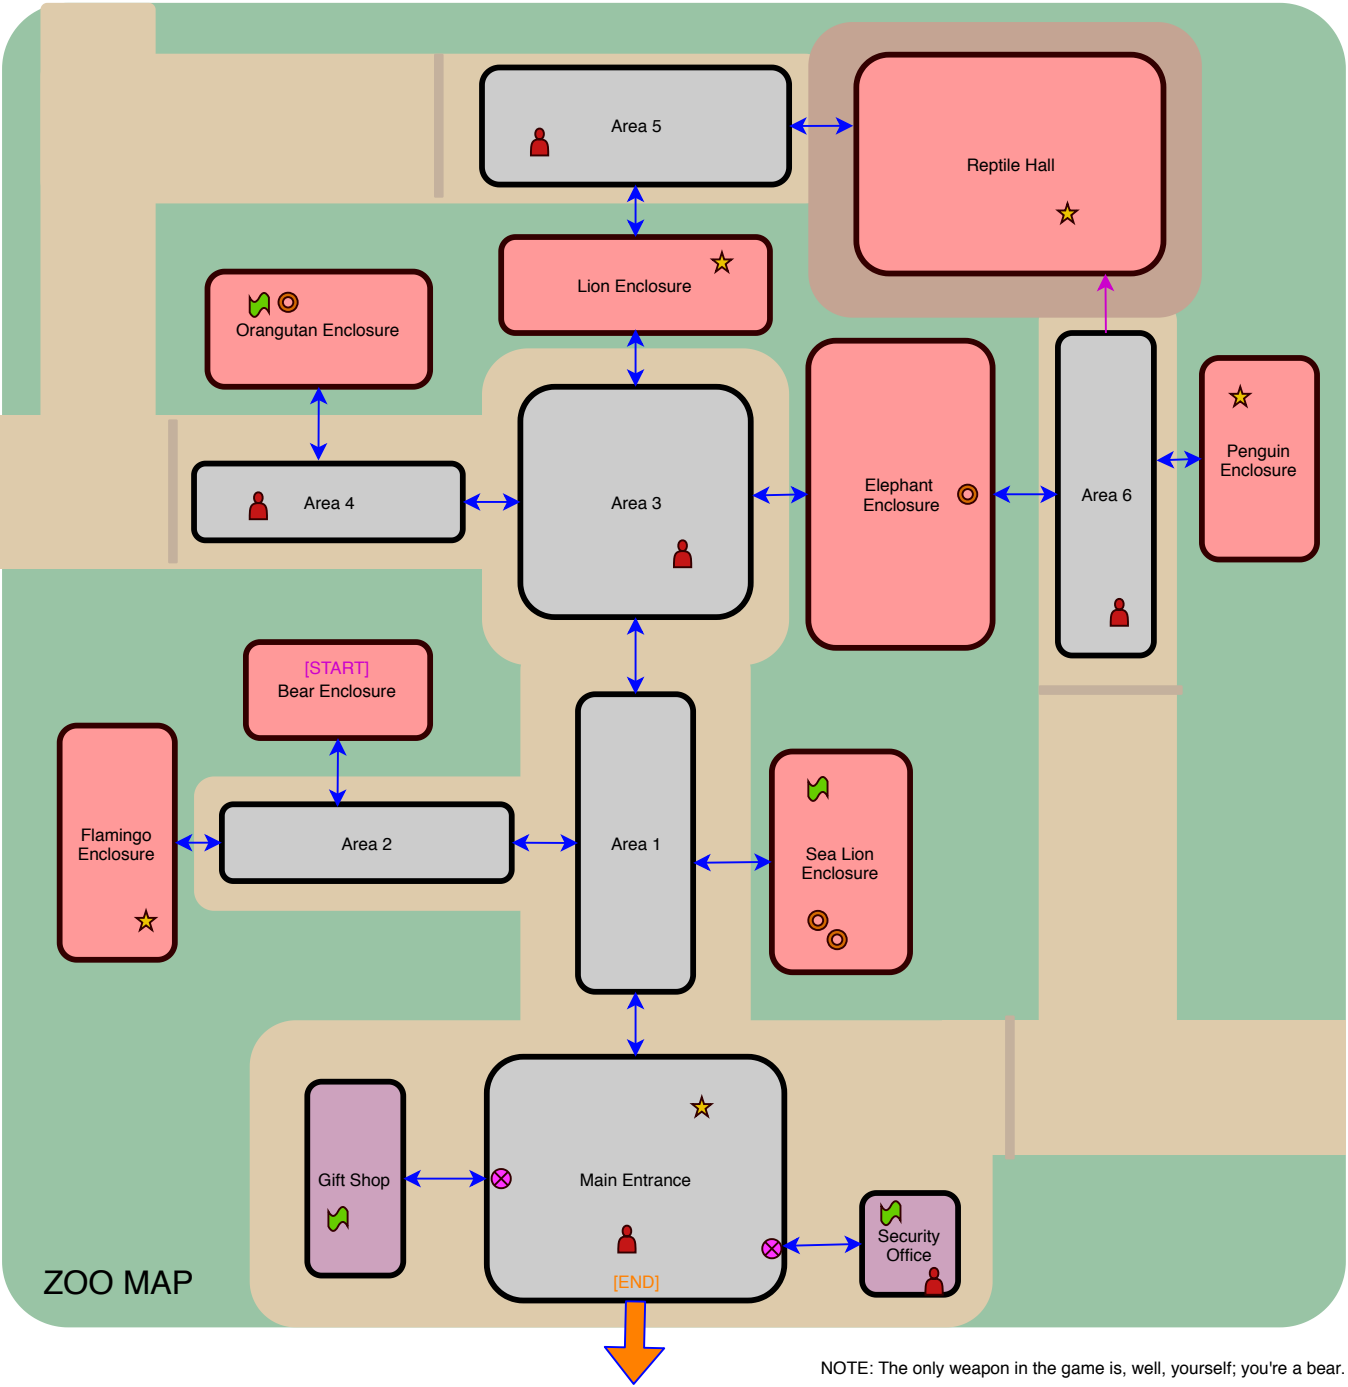 Area 5
Reptile Hall
Lion Enclosure
Orangutan Enclosure
Penguin
Enclosure
Elephant
Enclosure
Area 6
Area 4
Area 3
[START]
Bear Enclosure
Flamingo
Enclosure
Area 2
Area 1
Sea Lion
Enclosure
Gift Shop
Main Entrance
Security
Office
[END]
ZOO MAP
NOTE: The only weapon in the game is, well, yourself; you're a bear.